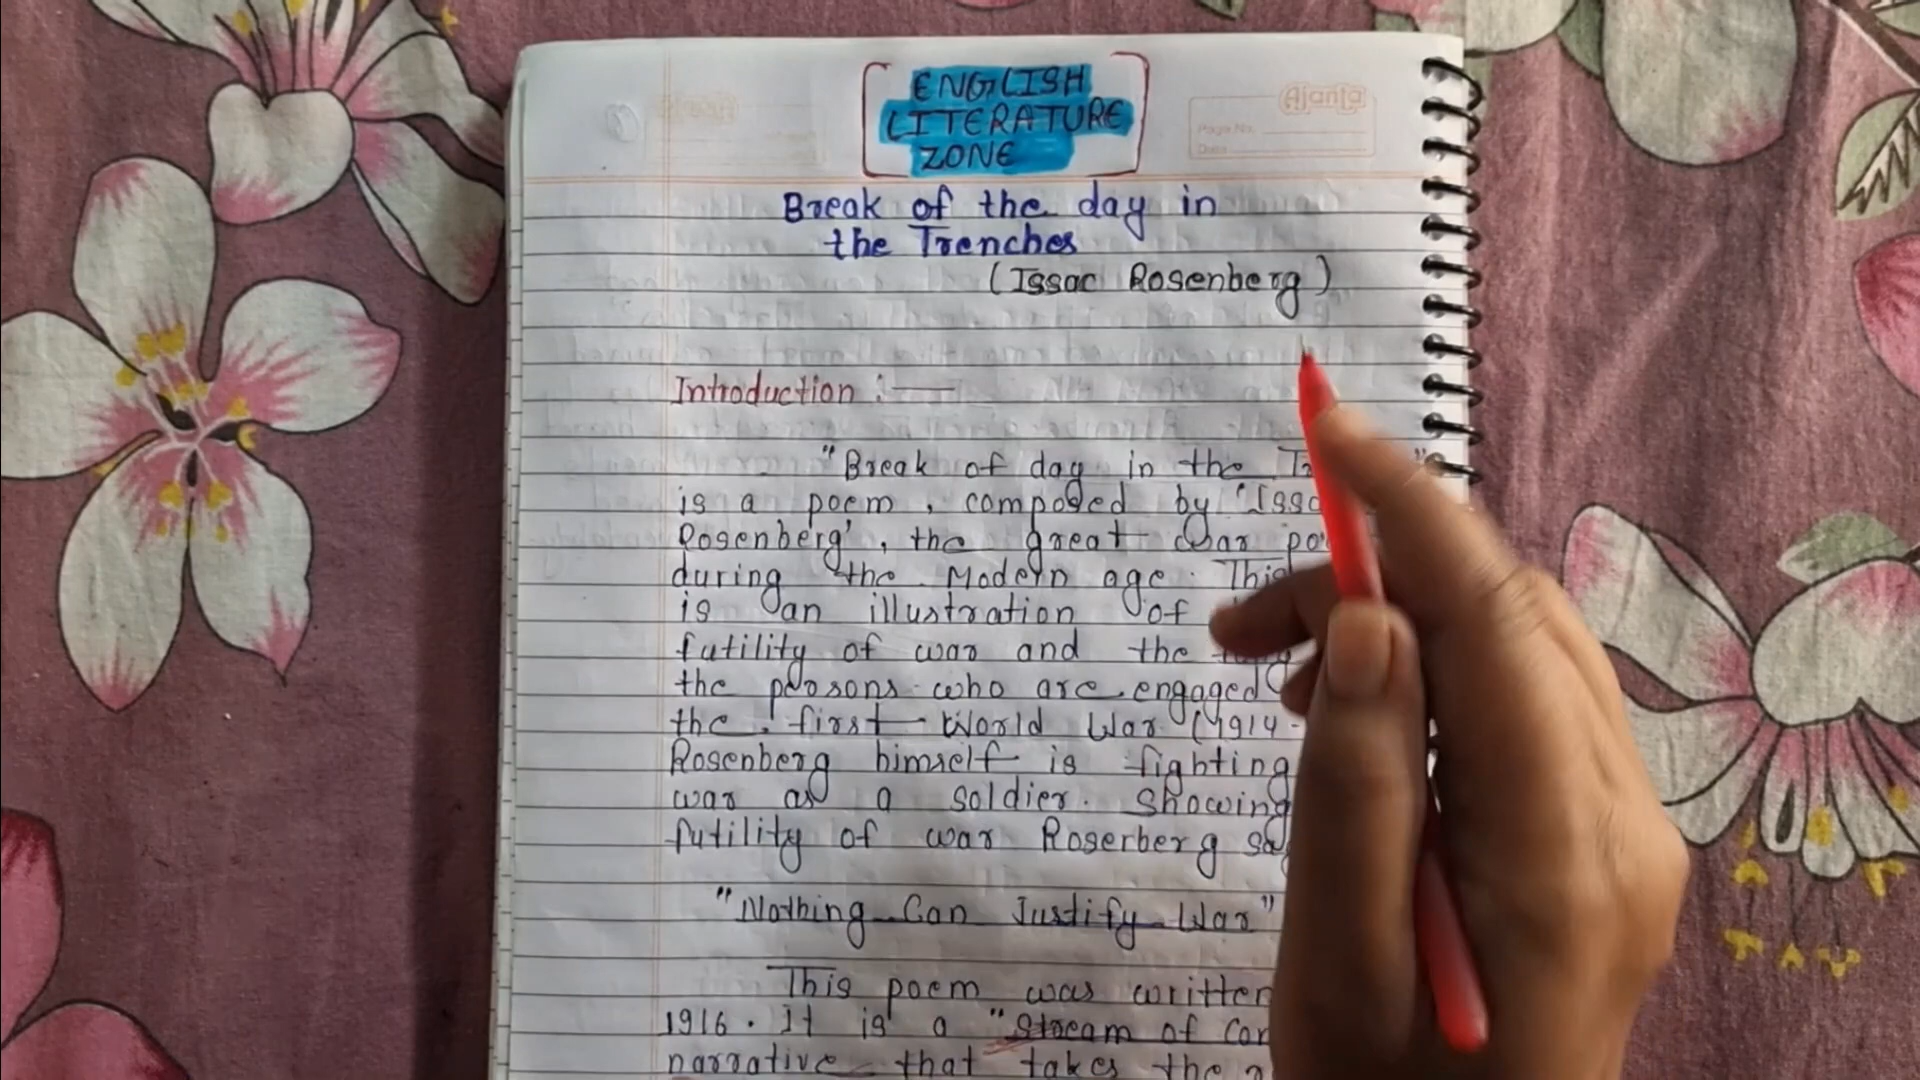 ENGLISH
LITERATURE
ZONE
Ajanta
Page No.
Date
Break of the day in
the Trenches
(Issac Rosenberg)
Introduction :—
"Break of day in the
is a poem, composed by 'Issa
Rosenberg', the great war po
during the Modern age. This
is an illustration of
futility of war and the
the persons who are engaged
the first World War (1914-
Rosenberg himself is fighting
war as a soldier. Showing
futility of war Roserberg sa
"Nothing Can Justify War"
This poem was written
1916. It is a "Stream of Con
narrative that takes the